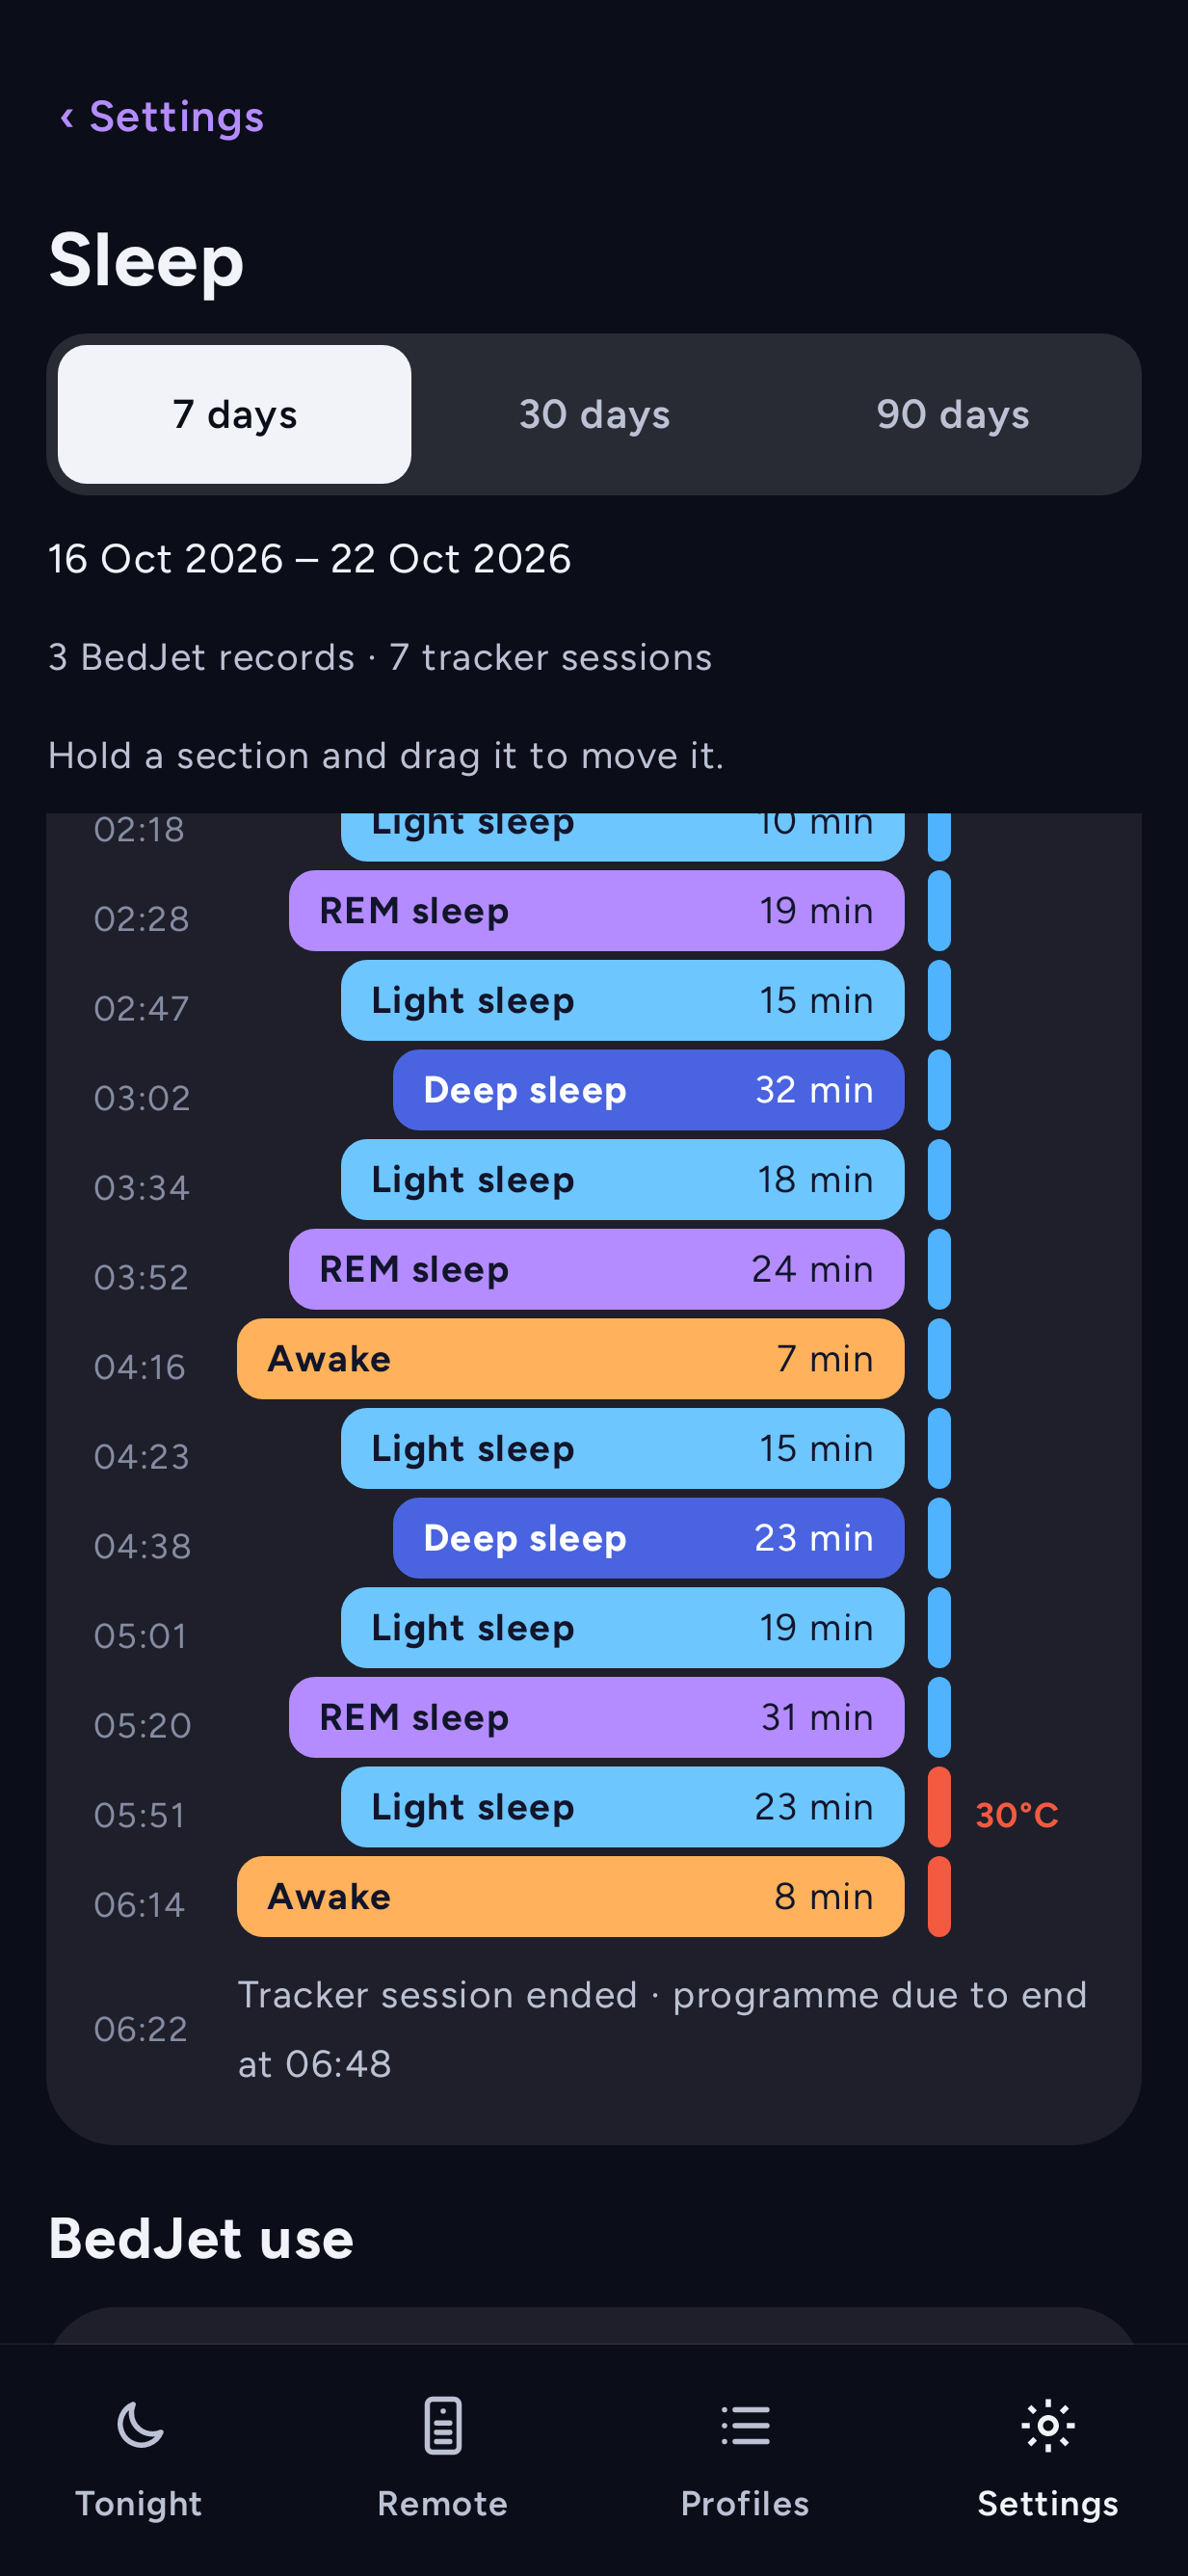 ‹ Settings
Sleep
7 days 30 days 90 days
16 Oct 2026 – 22 Oct 2026
3 BedJet records · 7 tracker sessions
Hold a section and drag it to move it.
02:18 Light sleep 10 min
02:28 REM sleep 19 min
02:47 Light sleep 15 min
03:02 Deep sleep 32 min
03:34 Light sleep 18 min
03:52 REM sleep 24 min
04:16 Awake 7 min
04:23 Light sleep 15 min
04:38 Deep sleep 23 min
05:01 Light sleep 19 min
05:20 REM sleep 31 min
05:51 Light sleep 23 min 30°C
06:14 Awake 8 min
06:22 Tracker session ended · programme due to end
at 06:48
BedJet use
Tonight Remote Profiles Settings